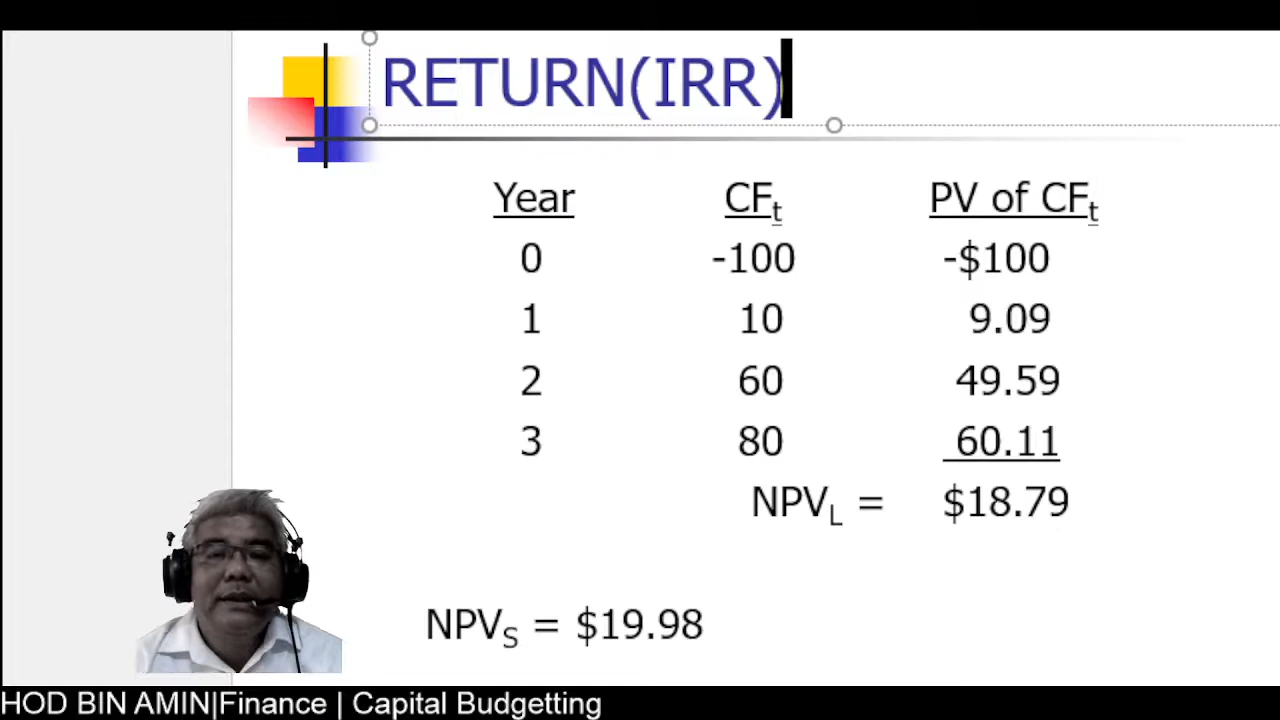 RETURN(IRR)
Year CFt PV of CFt
0 -100 -$100
1 10 9.09
2 60 49.59
3 80 60.11
NPVL = $18.79
NPVS = $19.98
HOD BIN AMIN|Finance | Capital Budgetting